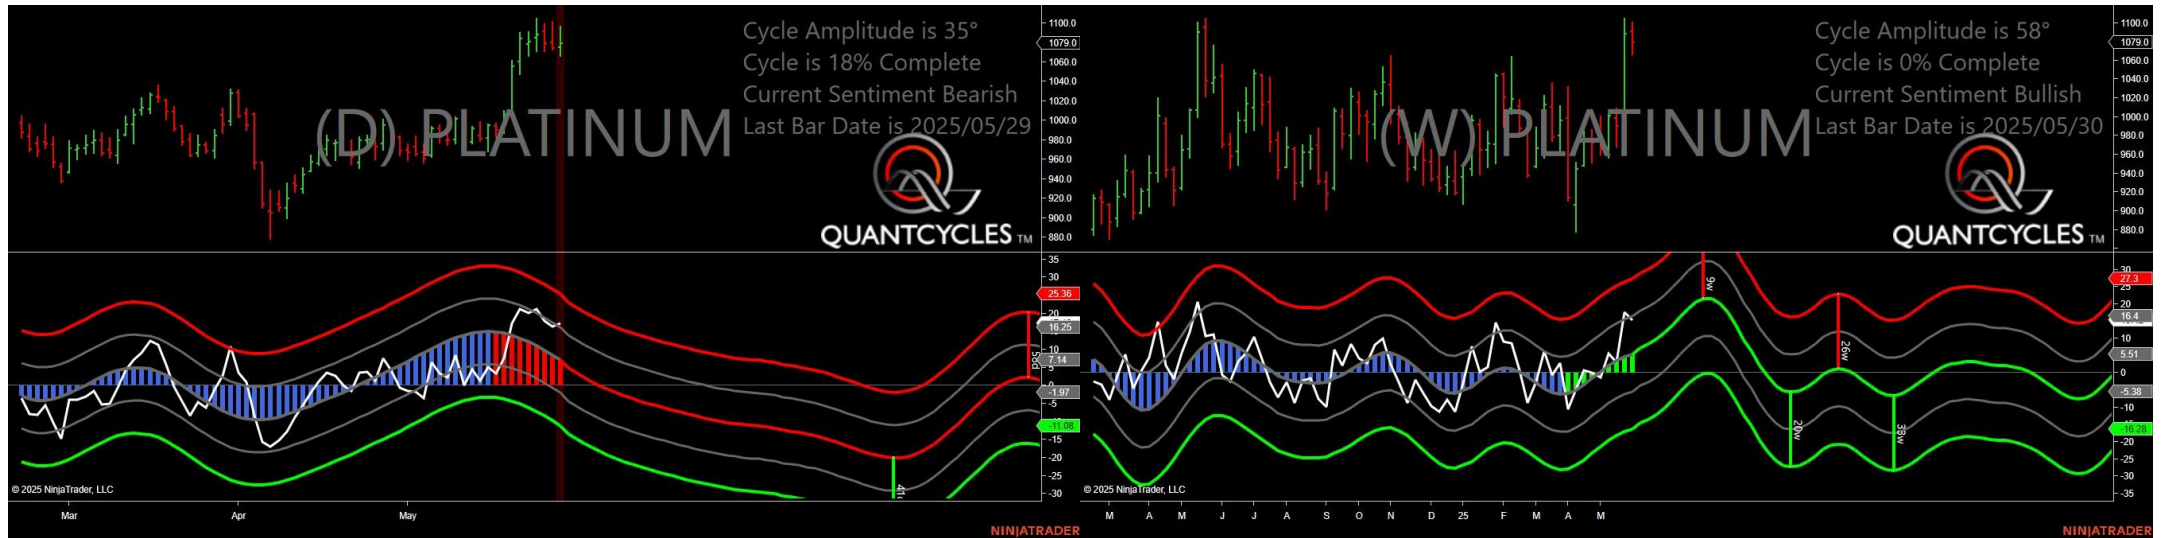 Cycle Amplitude is 35°
Cycle is 18% Complete
Current Sentiment Bearish
Last Bar Date is 2025/05/29
(D) PLATINUM
QUANTCYCLES TM
1100.0
1079.0
1060.0
1040.0
1020.0
1000.0
980.0
960.0
940.0
920.0
900.0
880.0
35
30
25.36
20
16.25
10
7.14
5
0
-1.97
-5
-11.08
-15
-20
-25
-30
58d
© 2025 NinjaTrader, LLC
Mar Apr May
NINJATRADER
Cycle Amplitude is 58°
Cycle is 0% Complete
Current Sentiment Bullish
Last Bar Date is 2025/05/30
(W) PLATINUM
QUANTCYCLES TM
1100.0
1079.0
1060.0
1040.0
1020.0
1000.0
980.0
960.0
940.0
920.0
900.0
880.0
30
27.3
25
20
16.4
10
5.51
0
-5.38
-10
-16.28
-20
-25
-30
-35
9w
26w
20w
38w
© 2025 NinjaTrader, LLC
M A M J J A S O N D 25 F M A M
NINJATRADER